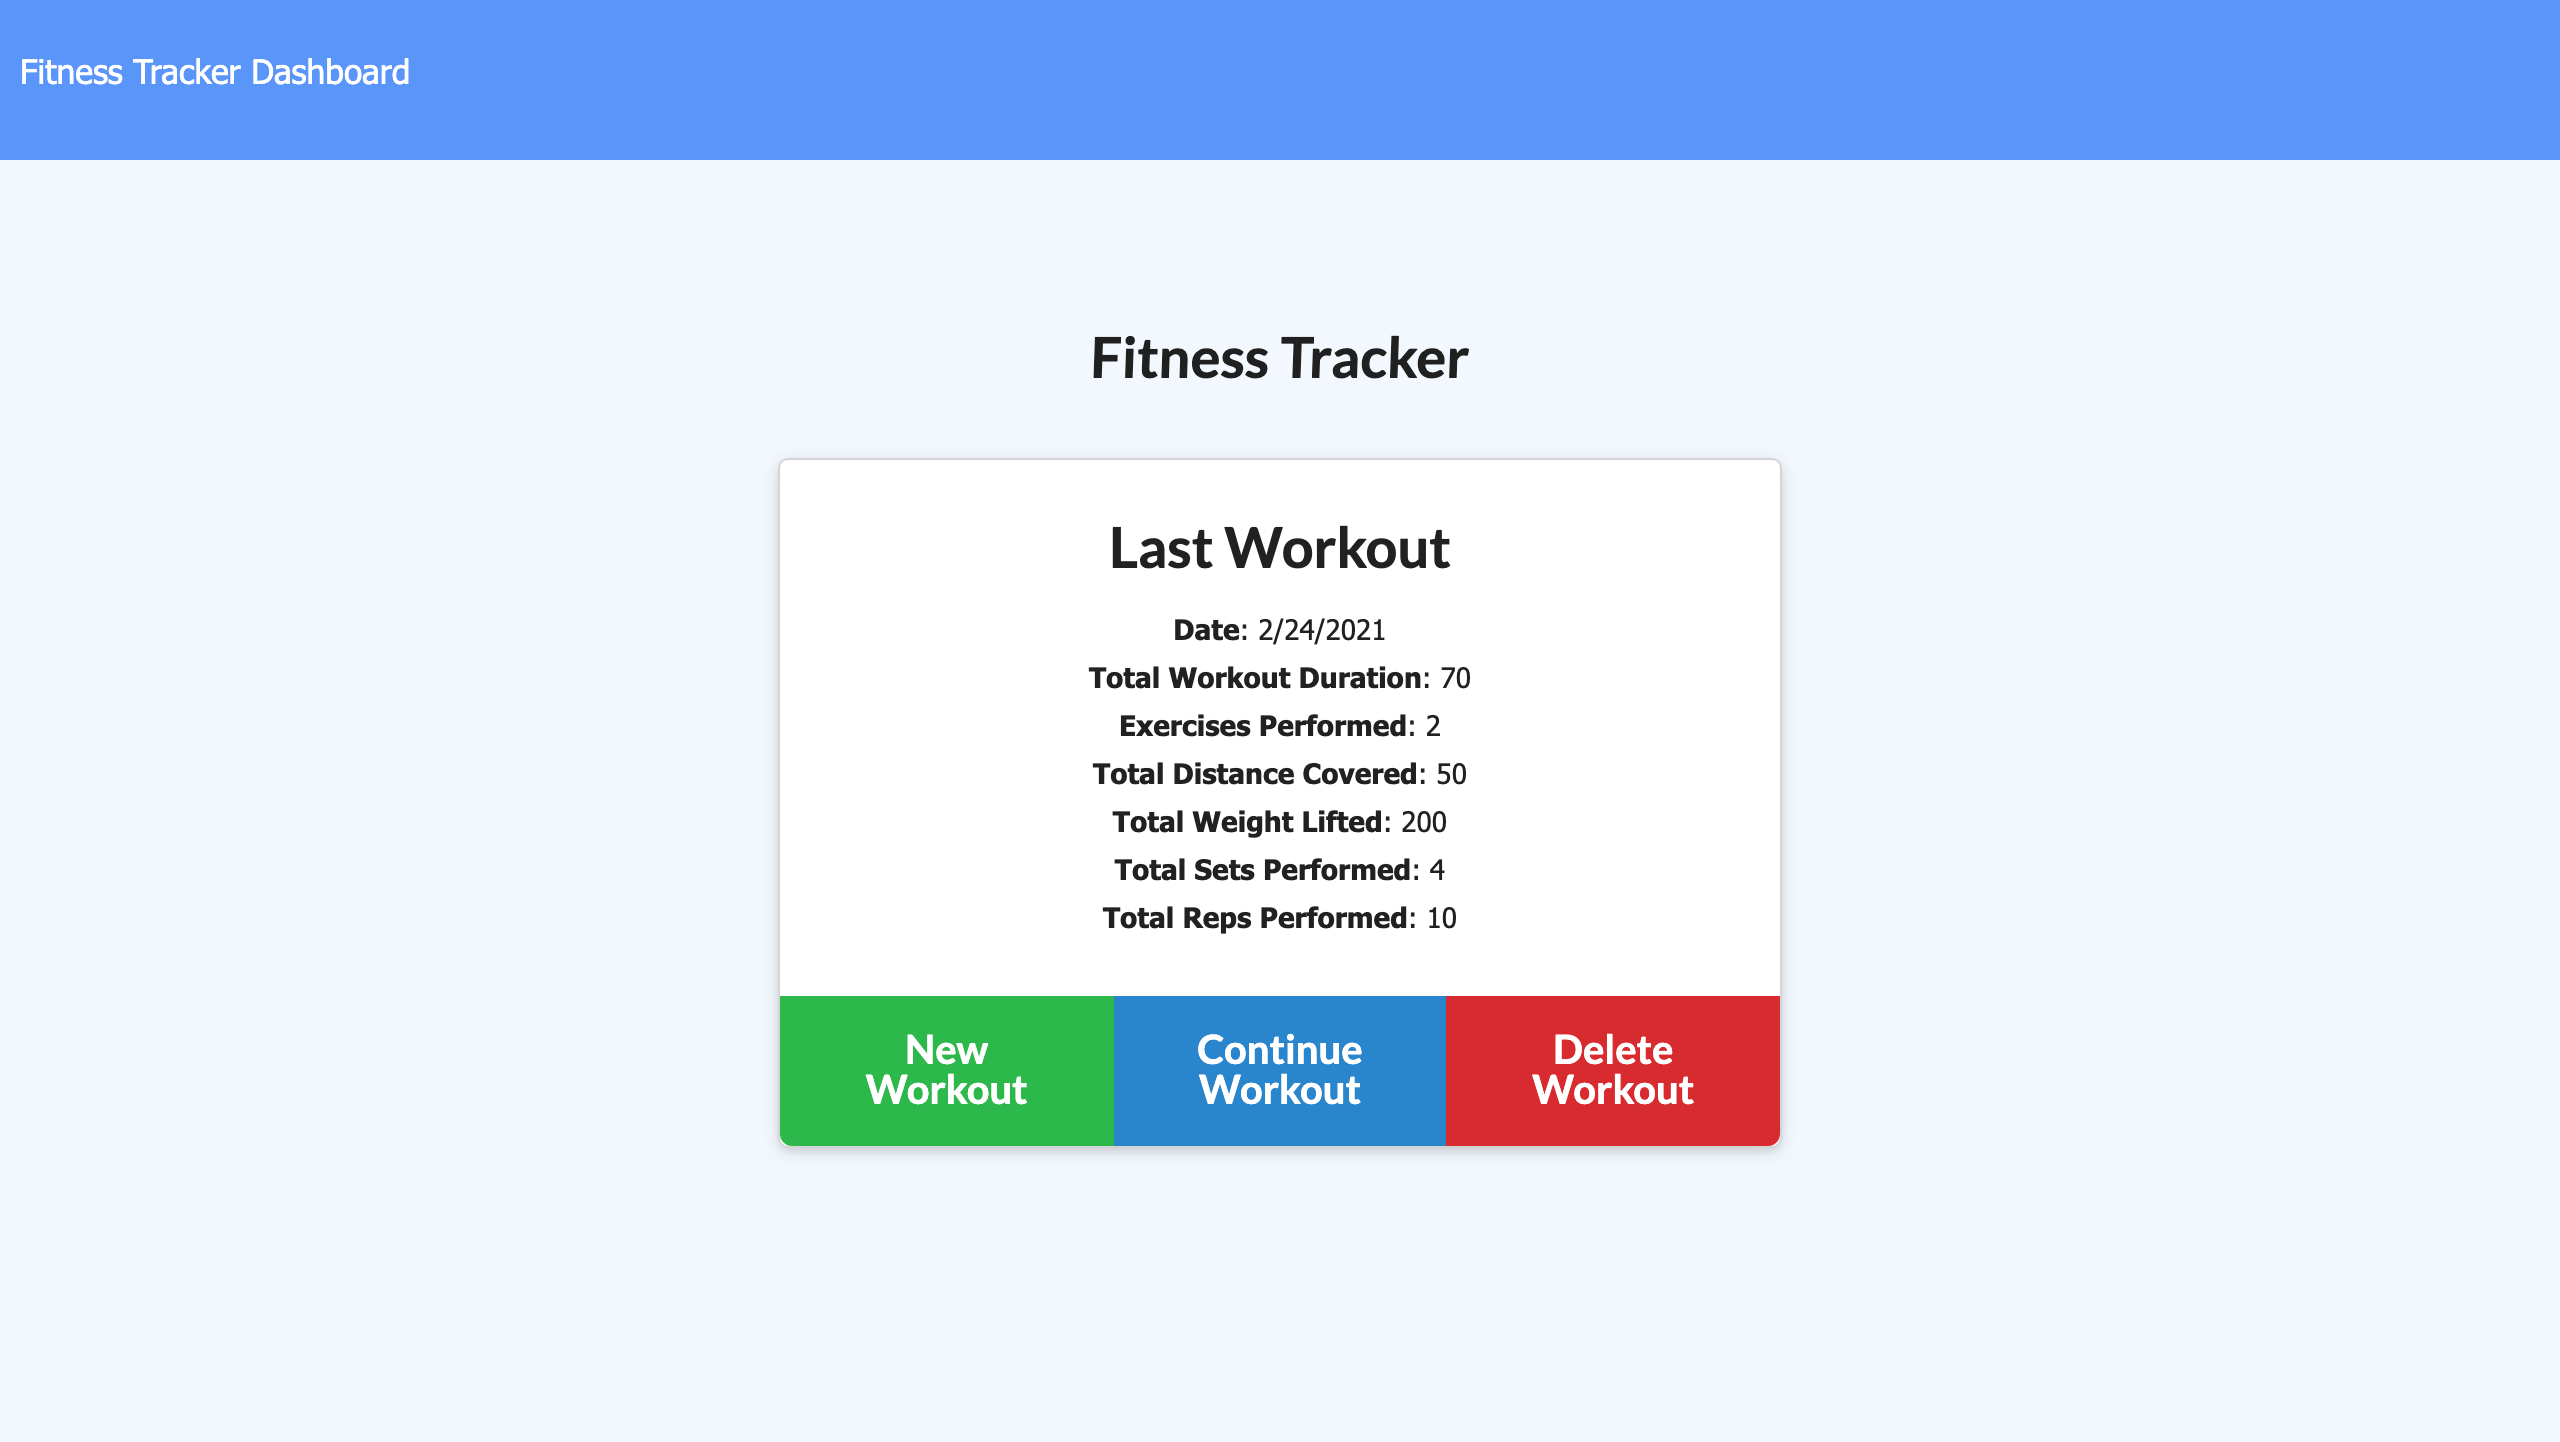 Fitness Tracker Dashboard
Fitness Tracker
Last Workout
Date: 2/24/2021
Total Workout Duration: 70
Exercises Performed: 2
Total Distance Covered: 50
Total Weight Lifted: 200
Total Sets Performed: 4
Total Reps Performed: 10
New
Workout
Continue
Workout
Delete
Workout